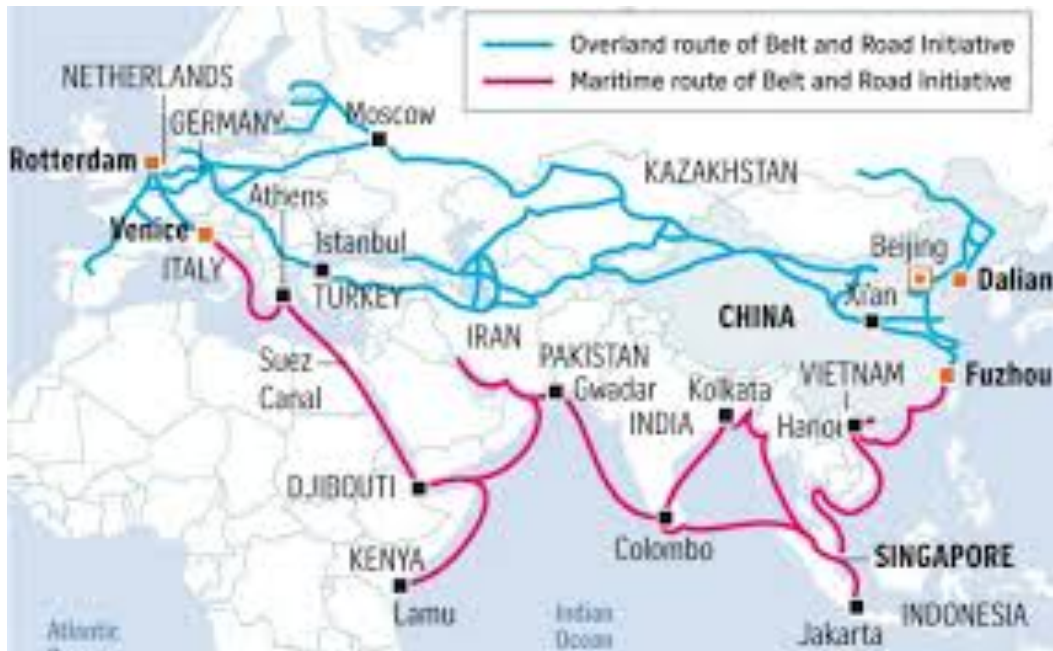 Overland route of Belt and Road Initiative
Maritime route of Belt and Road Initiative
NETHERLANDS
GERMANY
Moscow
Rotterdam
KAZAKHSTAN
Athens
Venice
Istanbul
Beijing
ITALY
TURKEY
Xi'an
Dalian
CHINA
IRAN
Suez
Canal
PAKISTAN
Gwadar
Kolkata
VIETNAM
Fuzhou
INDIA
Hanoi
DJIBOUTI
Colombo
SINGAPORE
KENYA
Lamu
Indian
Ocean
Jakarta
INDONESIA
Atlantic